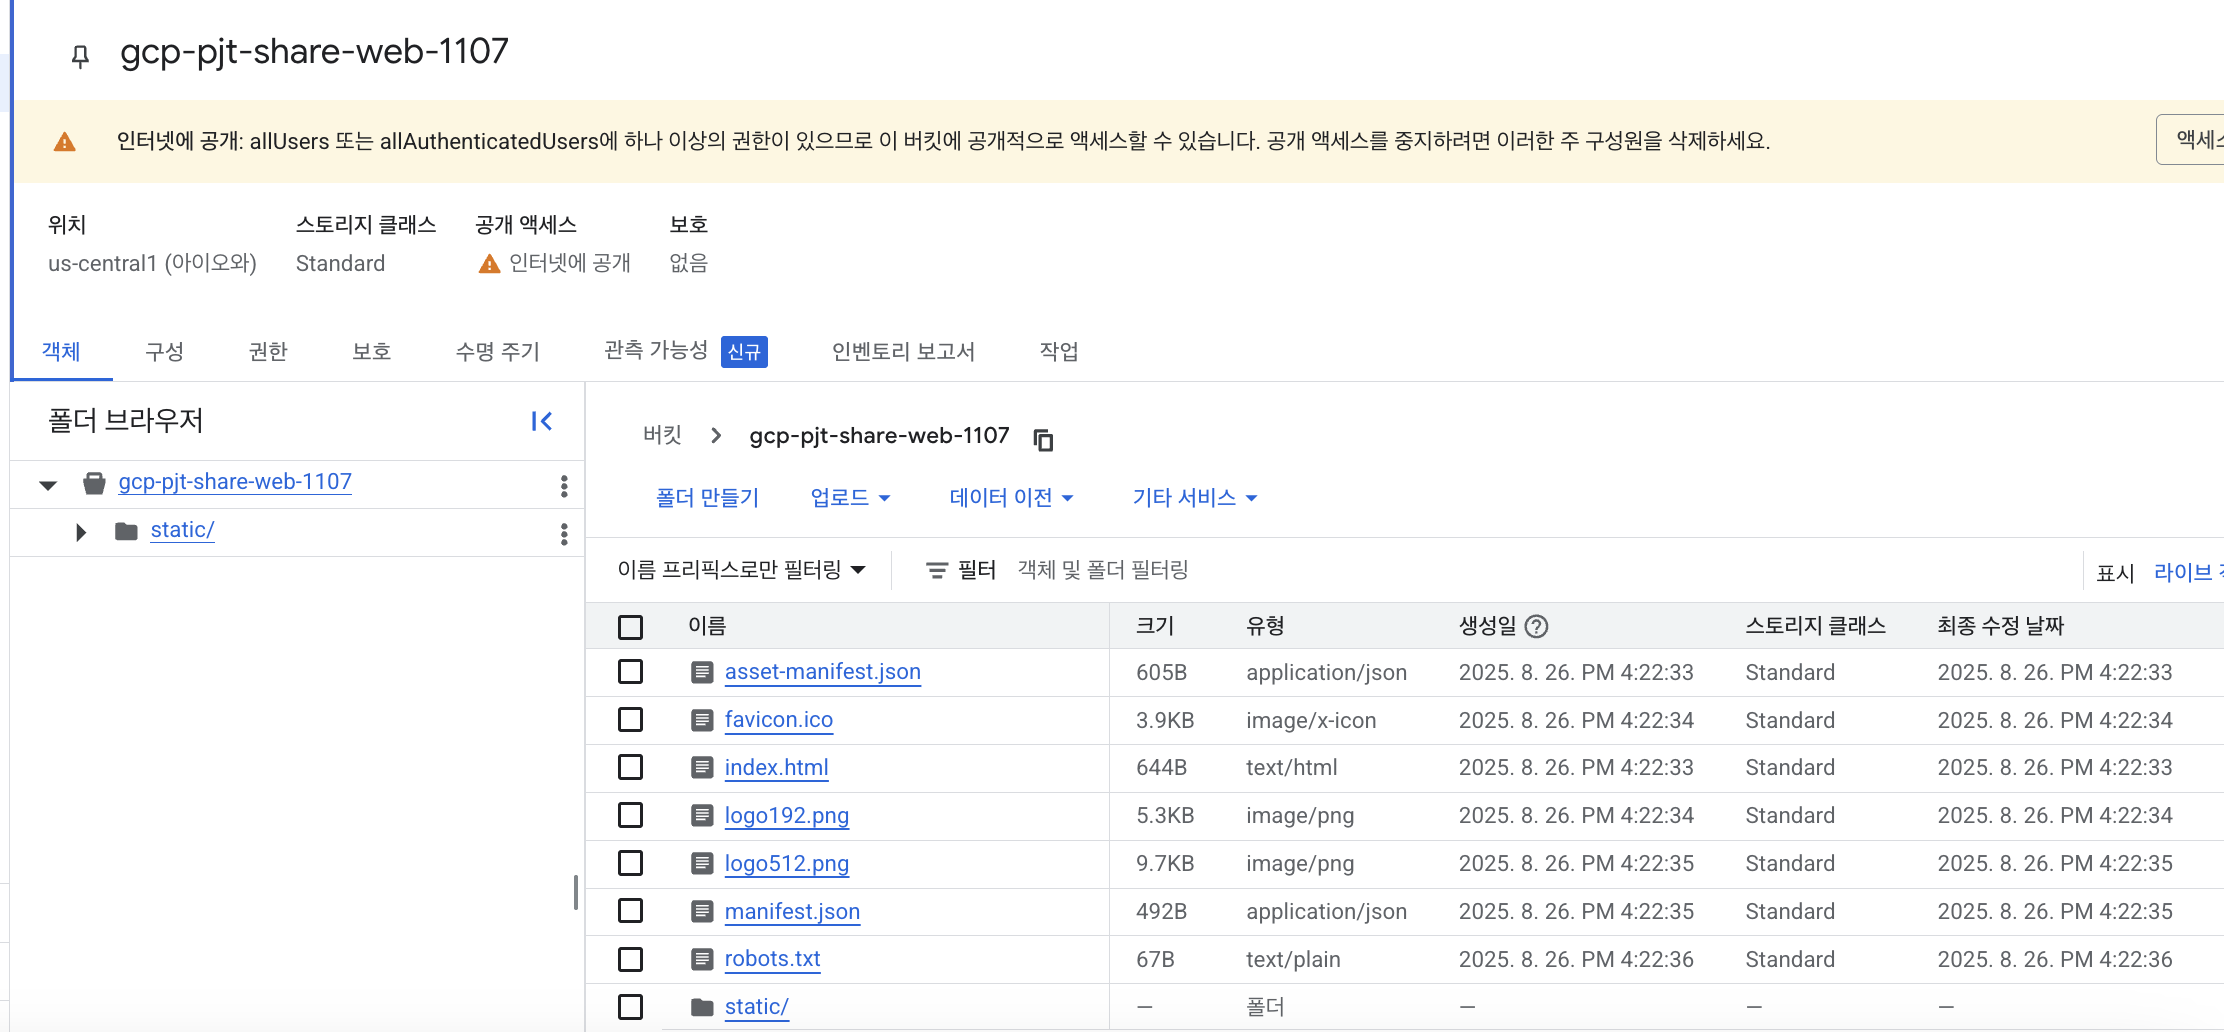 gcp-pjt-share-web-1107
인터넷에 공개: allUsers 또는 allAuthenticatedUsers에 하나 이상의 권한이 있으므로 이 버킷에 공개적으로 액세스할 수 있습니다. 공개 액세스를 중지하려면 이러한 주 구성원을 삭제하세요.
위치 스토리지 클래스 공개 액세스 보호
us-central1 (아이오와) Standard 인터넷에 공개 없음
객체 구성 권한 보호 수명 주기 관측 가능성 신규 인벤토리 보고서 작업
폴더 브라우저
gcp-pjt-share-web-1107
static/
버킷 gcp-pjt-share-web-1107
폴더 만들기 업로드 데이터 이전 기타 서비스
이름 프리픽스로만 필터링 필터 객체 및 폴더 필터링 표시 라이브
이름 크기 유형 생성일 스토리지 클래스 최종 수정 날짜
asset-manifest.json 605B application/json 2025. 8. 26. PM 4:22:33 Standard 2025. 8. 26. PM 4:22:33
favicon.ico 3.9KB image/x-icon 2025. 8. 26. PM 4:22:34 Standard 2025. 8. 26. PM 4:22:34
index.html 644B text/html 2025. 8. 26. PM 4:22:33 Standard 2025. 8. 26. PM 4:22:33
logo192.png 5.3KB image/png 2025. 8. 26. PM 4:22:34 Standard 2025. 8. 26. PM 4:22:34
logo512.png 9.7KB image/png 2025. 8. 26. PM 4:22:35 Standard 2025. 8. 26. PM 4:22:35
manifest.json 492B application/json 2025. 8. 26. PM 4:22:35 Standard 2025. 8. 26. PM 4:22:35
robots.txt 67B text/plain 2025. 8. 26. PM 4:22:36 Standard 2025. 8. 26. PM 4:22:36
static/ — 폴더 — — —